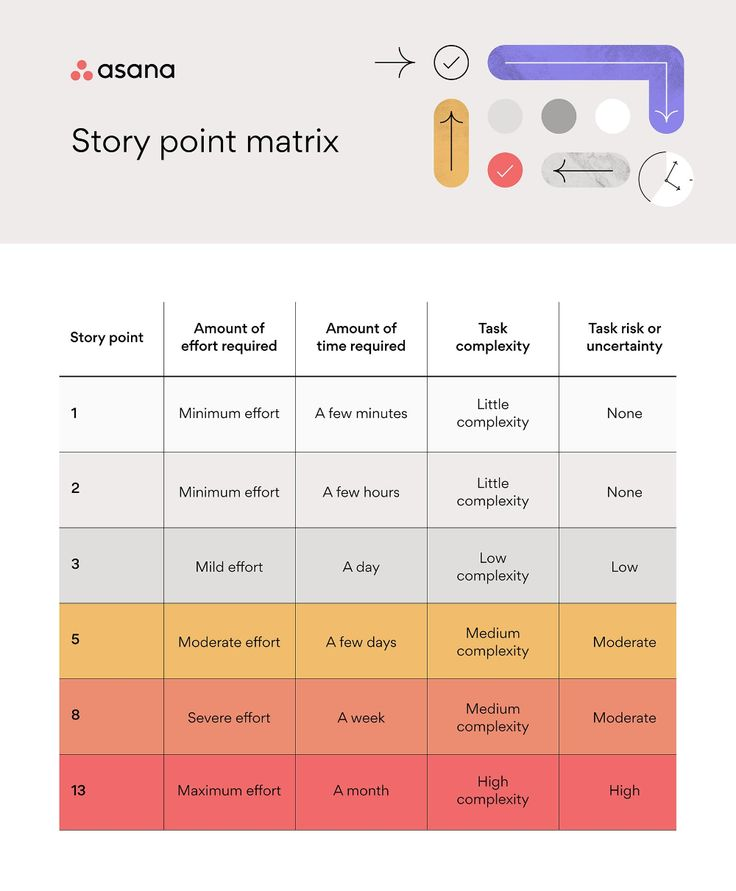 asana
Story point matrix
Story point
Amount of
effort required
Amount of
time required
Task
complexity
Task risk or
uncertainty
1
Minimum effort
A few minutes
Little
complexity
None
2
Minimum effort
A few hours
Little
complexity
None
3
Mild effort
A day
Low
complexity
Low
5
Moderate effort
A few days
Medium
complexity
Moderate
8
Severe effort
A week
Medium
complexity
Moderate
13
Maximum effort
A month
High
complexity
High